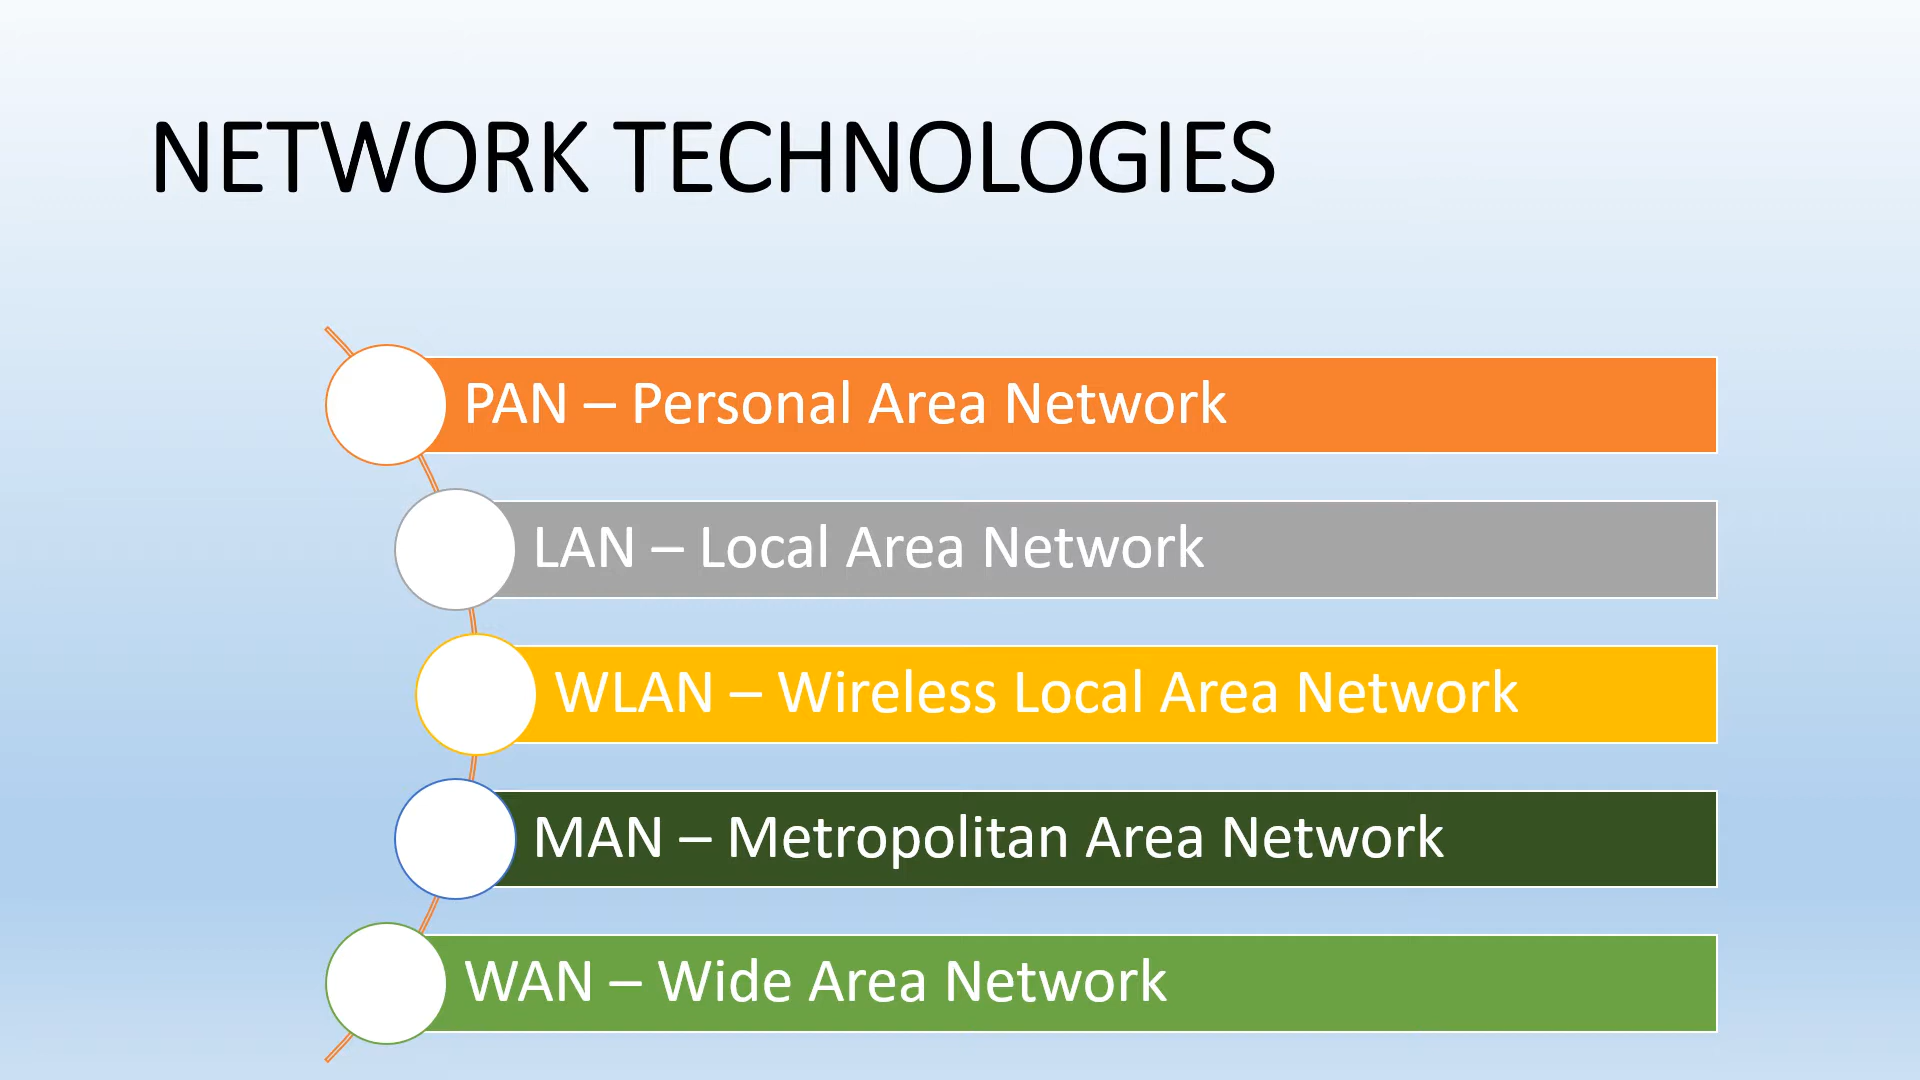 NETWORK TECHNOLOGIES
PAN – Personal Area Network
LAN – Local Area Network
WLAN – Wireless Local Area Network
MAN – Metropolitan Area Network
WAN – Wide Area Network